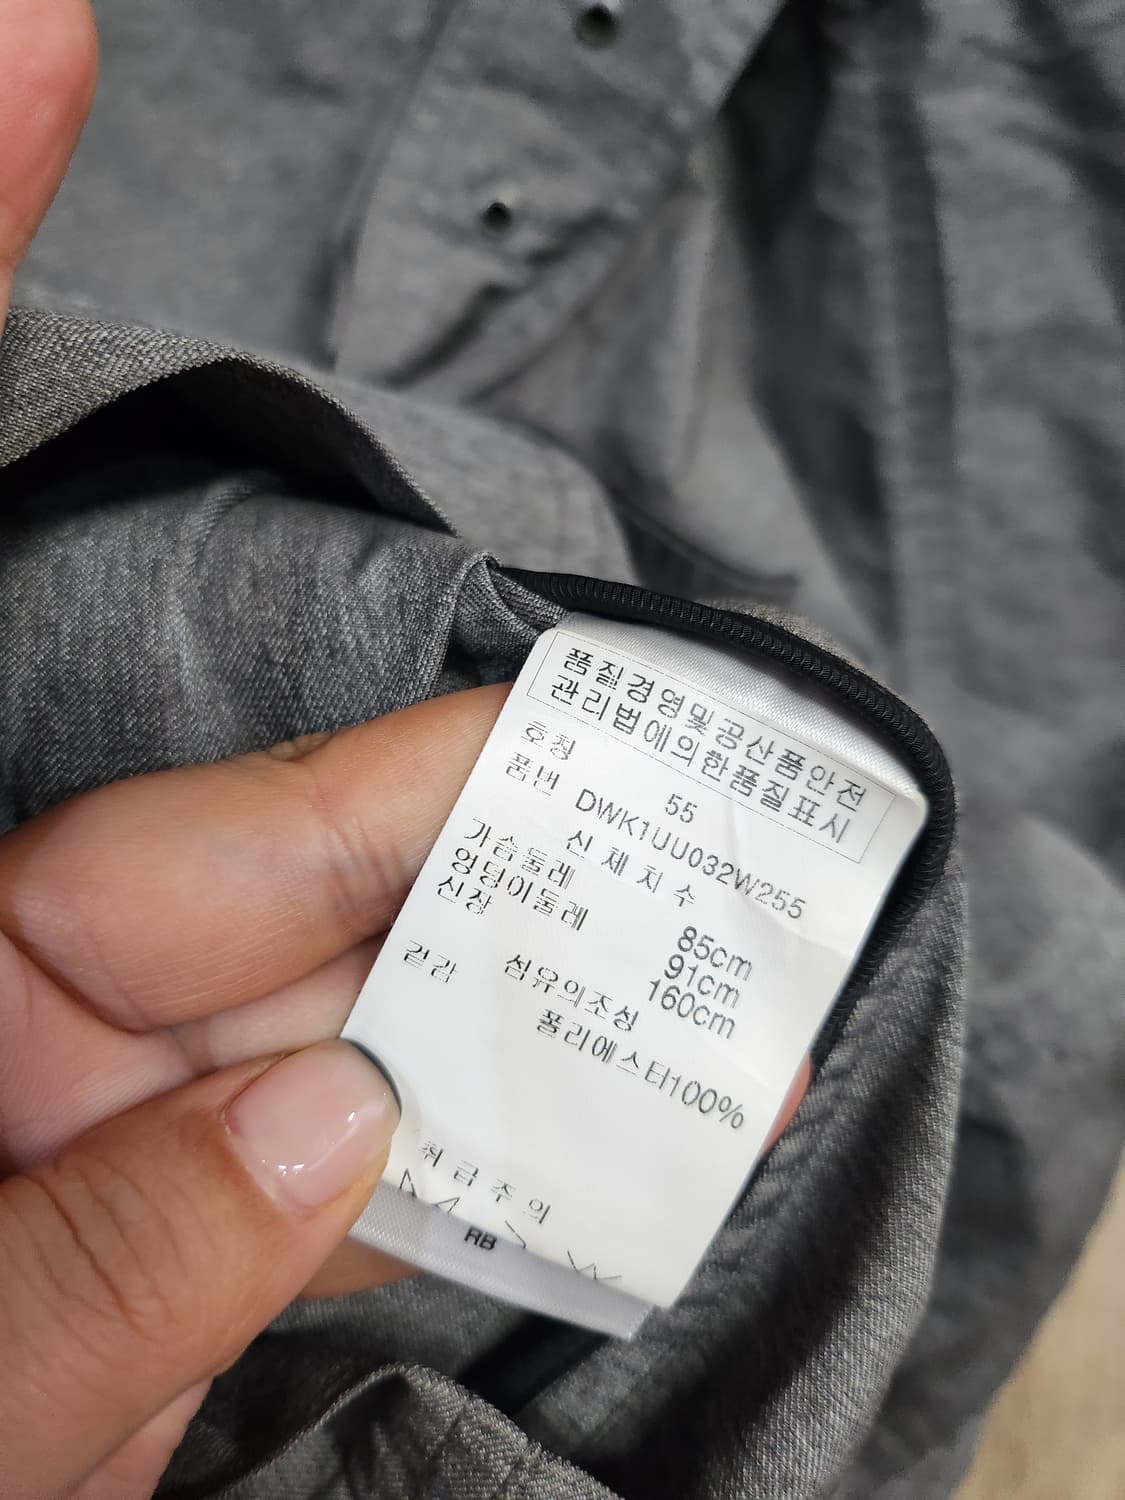 품질경영및공산품안전
관리법에의한품질표시
호칭 55
품번 DWK1UU032W255
신체치수
가슴둘레 85cm
엉덩이둘레 91cm
신장 160cm
섬유의조성
겉감 폴리에스터100%
취급주의
RB